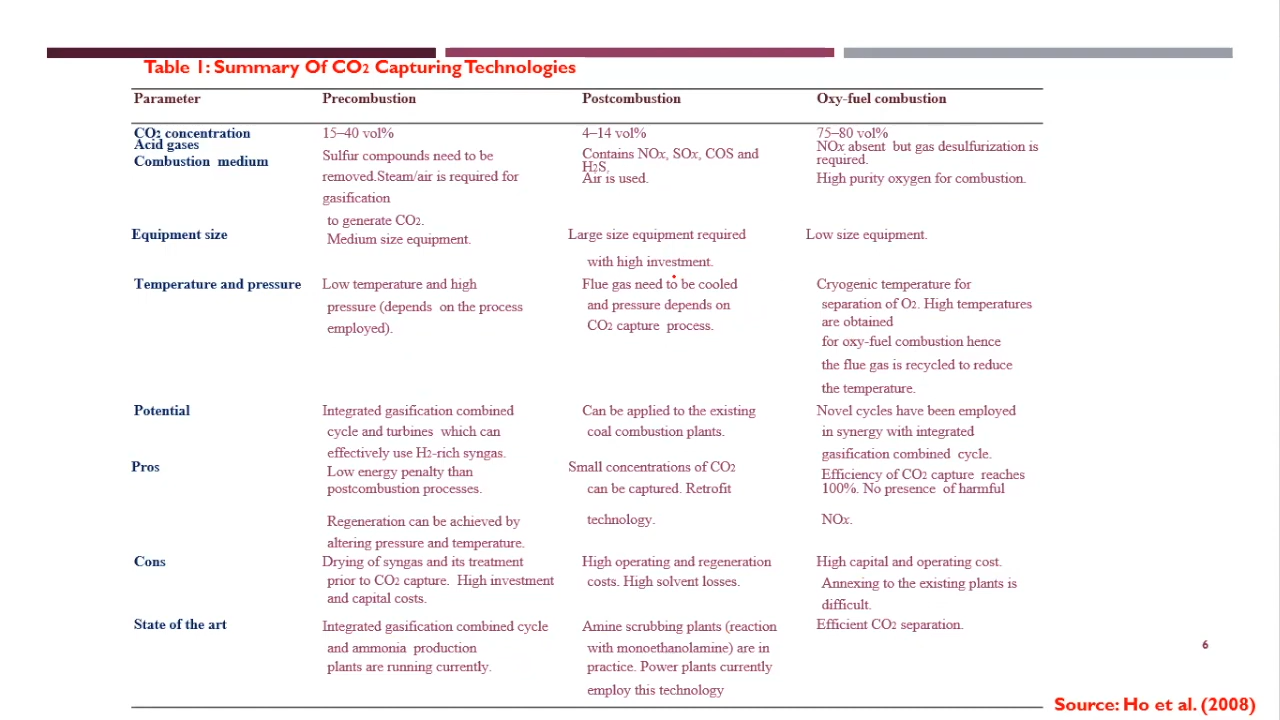 Table 1: Summary Of CO2 Capturing Technologies
Parameter Precombustion Postcombustion Oxy-fuel combustion
CO2 concentration 15–40 vol% 4–14 vol% 75–80 vol%
Acid gases
Combustion medium
Sulfur compounds need to be
removed.Steam/air is required for
gasification
to generate CO2.
Contains NOx, SOx, COS and
H2S,
Air is used.
NOx absent but gas desulfurization is
required.
High purity oxygen for combustion.
Equipment size
Medium size equipment.
Large size equipment required
with high investment.
Low size equipment.
Temperature and pressure
Low temperature and high
pressure (depends on the process
employed).
Flue gas need to be cooled
and pressure depends on
CO2 capture process.
Cryogenic temperature for
separation of O2. High temperatures
are obtained
for oxy-fuel combustion hence
the flue gas is recycled to reduce
the temperature.
Potential
Integrated gasification combined
cycle and turbines which can
effectively use H2-rich syngas.
Can be applied to the existing
coal combustion plants.
Novel cycles have been employed
in synergy with integrated
gasification combined cycle.
Pros
Low energy penalty than
postcombustion processes.
Regeneration can be achieved by
altering pressure and temperature.
Small concentrations of CO2
can be captured. Retrofit
technology.
Efficiency of CO2 capture reaches
100%. No presence of harmful
NOx.
Cons
Drying of syngas and its treatment
prior to CO2 capture. High investment
and capital costs.
High operating and regeneration
costs. High solvent losses.
High capital and operating cost.
Annexing to the existing plants is
difficult.
State of the art
Integrated gasification combined cycle
and ammonia production
plants are running currently.
Amine scrubbing plants (reaction
with monoethanolamine) are in
practice. Power plants currently
employ this technology
Efficient CO2 separation.
6
Source: Ho et al. (2008)